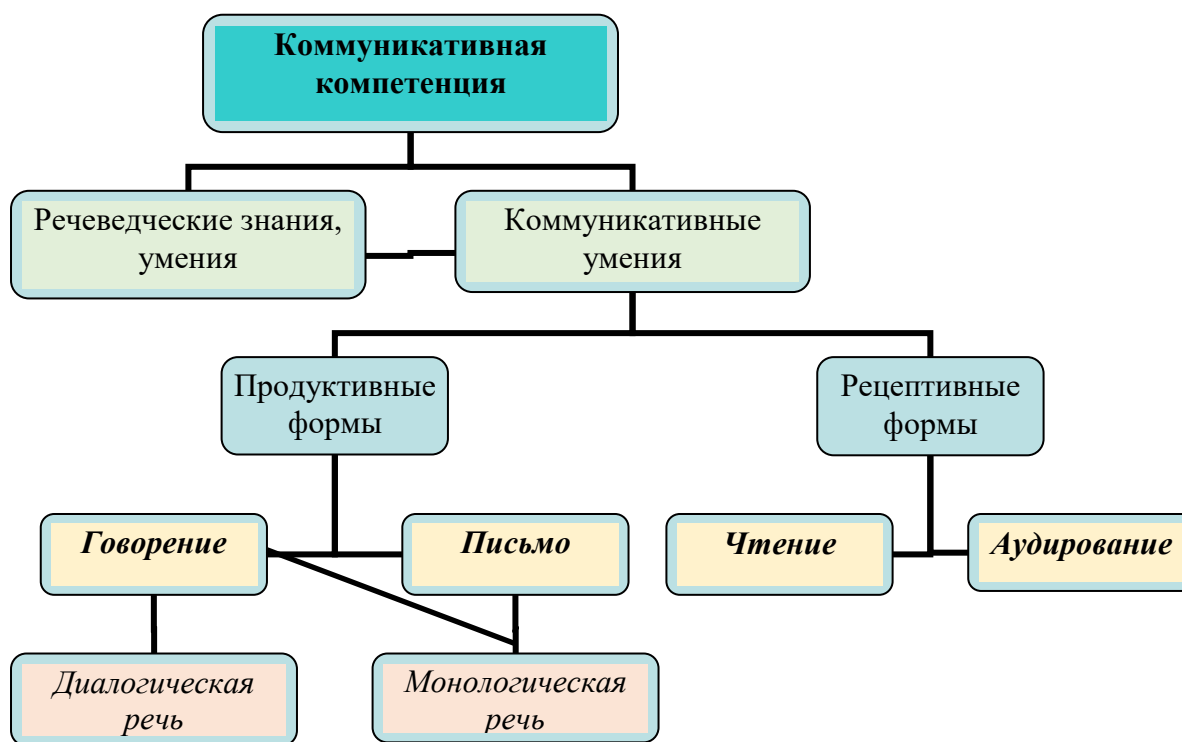 Коммуникативная
компетенция
Речеведческие знания,
умения
Коммуникативные
умения
Продуктивные
формы
Рецептивные
формы
Говорение
Письмо
Чтение
Аудирование
Диалогическая
речь
Монологическая
речь